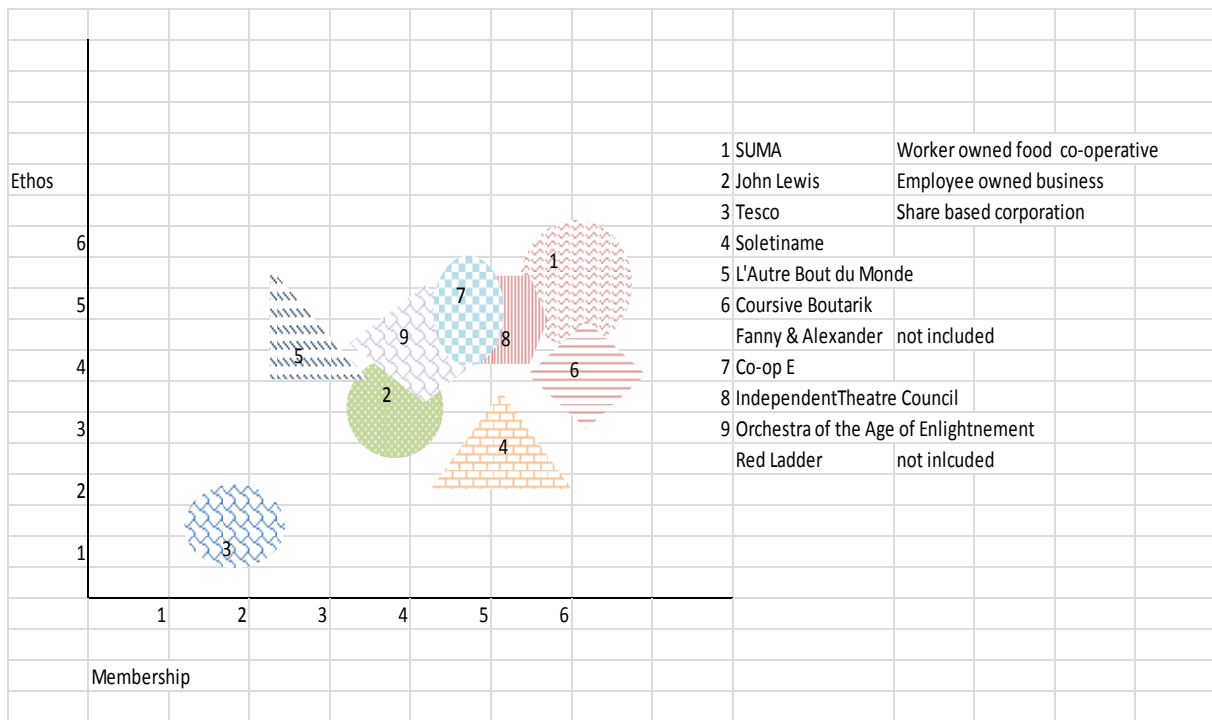 1 SUMA Worker owned food co-operative
Ethos 2 John Lewis Employee owned business
3 Tesco Share based corporation
6 4 Soletiname
1
5 L'Autre Bout du Monde
7
5 6 Coursive Boutarik
9 8 Fanny & Alexander not included
5
4 6 7 Co-op E
2 8 IndependentTheatre Council
3 9 Orchestra of the Age of Enlightnement
4
Red Ladder not inlcuded
2
3
1
1 2 3 4 5 6
Membership